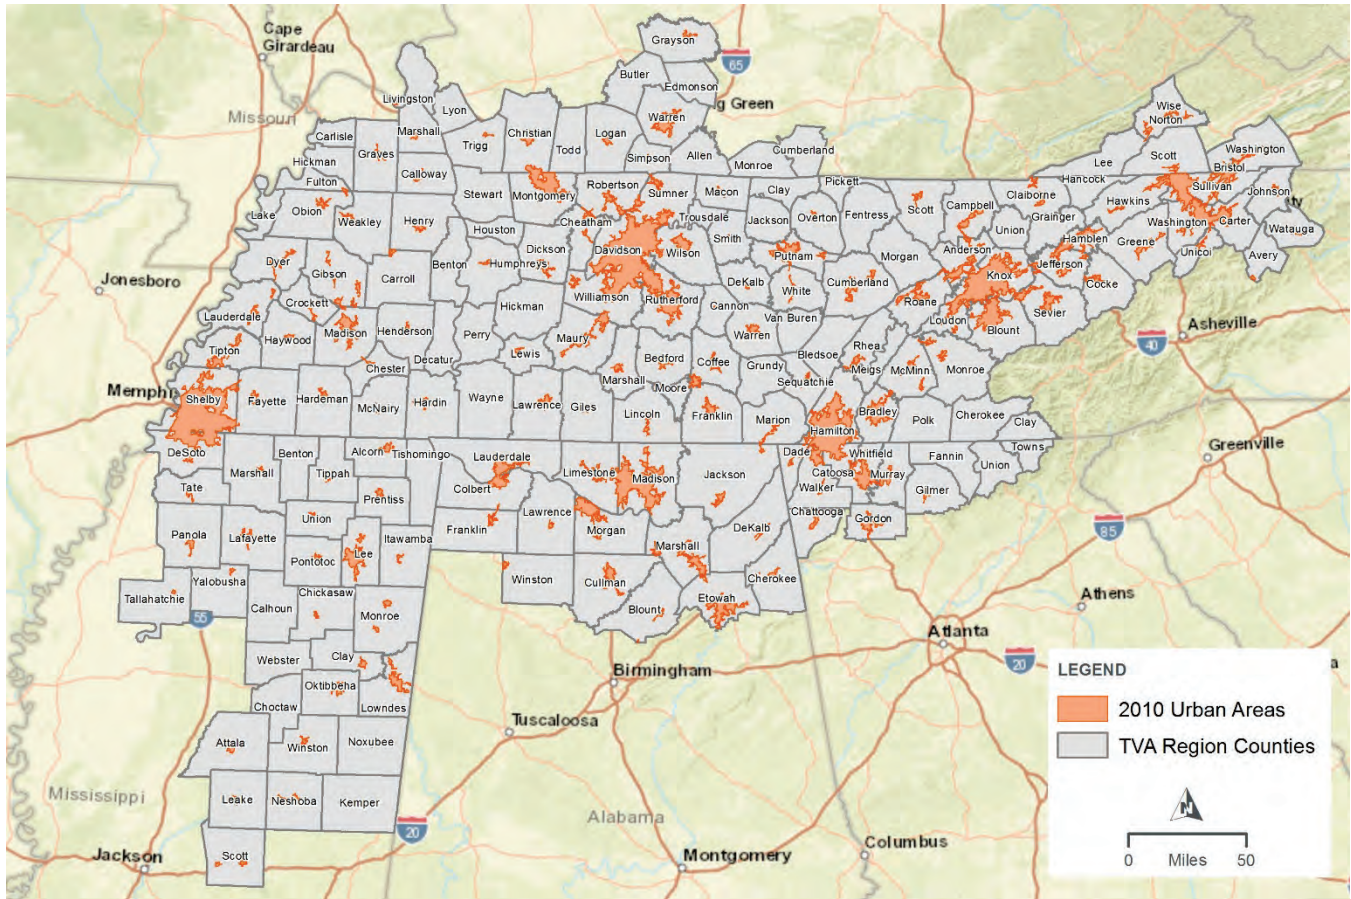 Cape
Girardeau
Grayson
65
Butler
Edmonson
Livingston
Lyon
g Green
Missouri
Carlisle
Marshall
Christian
Logan
Warren
Wise
Norton
Graves
Trigg
Todd
Simpson
Allen
Monroe
Cumberland
Hickman
Fulton
Calloway
Lee
Scott
Washington
Bristol
Stewart
Montgomery
Robertson
Sumner
Macon
Clay
Pickett
Hancock
Claiborne
Hawkins
Sullivan
Johnson
ty
Lake
Obion
Weakley
Henry
Houston
Cheatham
Trousdale
Jackson
Overton
Fentress
Scott
Campbell
Union
Grainger
Washington
Carter
Watauga
Dickson
Davidson
Wilson
Smith
Putnam
Morgan
Anderson
Hamblen
Greene
Unicoi
Avery
Dyer
Gibson
Carroll
Benton
Humphreys
Knox
Jefferson
Cocke
Jonesboro
Crockett
Hickman
Williamson
Rutherford
DeKalb
White
Cumberland
Roane
Sevier
Lauderdale
Haywood
Madison
Henderson
Perry
Maury
Cannon
Van Buren
Loudon
Blount
Asheville
Warren
40
Tipton
Chester
Decatur
Lewis
Bedford
Coffee
Grundy
Bledsoe
Rhea
Meigs
McMinn
Monroe
Marshall
Moore
Sequatchie
Memph
Shelby
Fayette
Hardeman
McNairy
Hardin
Wayne
Lawrence
Giles
Lincoln
Franklin
Marion
Hamilton
Bradley
Polk
Cherokee
Clay
DeSoto
Benton
Alcorn
Tishomingo
Lauderdale
Dade
Whitfield
Fannin
Towns
Greenville
Marshall
Tippah
Limestone
Madison
Jackson
Catoosa
Murray
Union
Tate
Prentiss
Colbert
Walker
Gilmer
Union
Lawrence
Chattooga
Gordon
Panola
Lafayette
Franklin
Morgan
DeKalb
85
Pontotoc
Lee
Itawamba
Marshall
Yalobusha
Winston
Cullman
Cherokee
Tallahatchie
Chickasaw
Etowah
Athens
55
Calhoun
Monroe
Blount
Atlanta
Webster
Clay
Birmingham
20
a
Oktibbeha
Choctaw
Lowndes
Tuscaloosa
Attala
Winston
Noxubee
Mississippi
Leake
Neshoba
Kemper
Alabama
20
Columbus
Jackson
Scott
Montgomery
LEGEND
2010 Urban Areas
TVA Region Counties
N
0 Miles 50